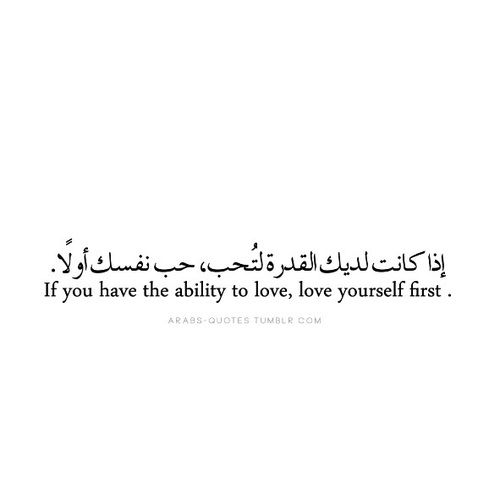 إذا كانت لديك القدرة لتُحب، حب نفسك أولًا.
If you have the ability to love, love yourself first .
ARABS-QUOTES.TUMBLR.COM